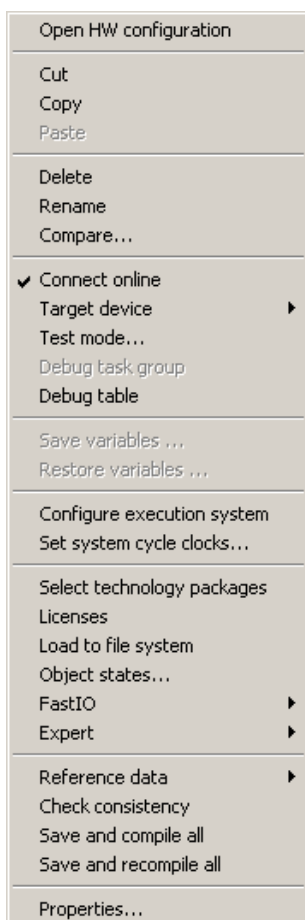 Open HW configuration
Cut
Copy
Paste
Delete
Rename
Compare...
Connect online
Target device
Test mode...
Debug task group
Debug table
Save variables ...
Restore variables ...
Configure execution system
Set system cycle clocks...
Select technology packages
Licenses
Load to file system
Object states...
FastIO
Expert
Reference data
Check consistency
Save and compile all
Save and recompile all
Properties...